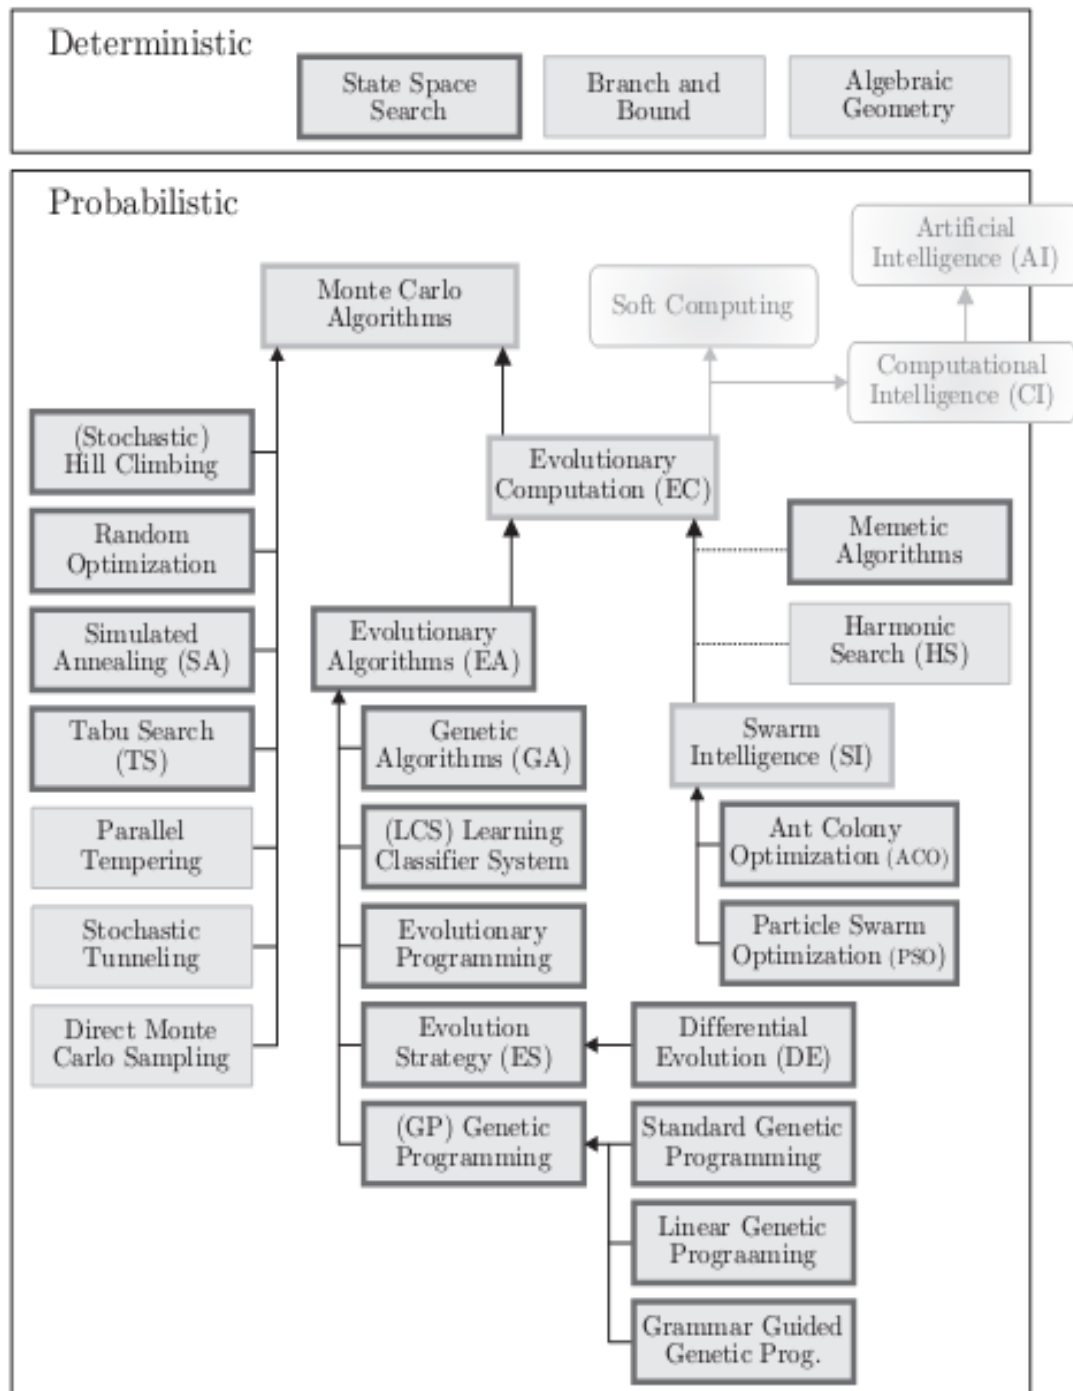 Deterministic
State Space
Search
Branch and
Bound
Algebraic
Geometry
Probabilistic
Artificial
Intelligence (AI)
Monte Carlo
Algorithms
Soft Computing
Computational
Intelligence (CI)
(Stochastic)
Hill Climbing
Evolutionary
Computation (EC)
Random
Optimization
Memetic
Algorithms
Simulated
Annealing (SA)
Evolutionary
Algorithms (EA)
Harmonic
Search (HS)
Tabu Search
(TS)
Genetic
Algorithms (GA)
Swarm
Intelligence (SI)
Parallel
Tempering
(LCS) Learning
Classifier System
Ant Colony
Optimization (ACO)
Stochastic
Tunneling
Evolutionary
Programming
Particle Swarm
Optimization (PSO)
Direct Monte
Carlo Sampling
Evolution
Strategy (ES)
Differential
Evolution (DE)
(GP) Genetic
Programming
Standard Genetic
Programming
Linear Genetic
Prograaming
Grammar Guided
Genetic Prog.